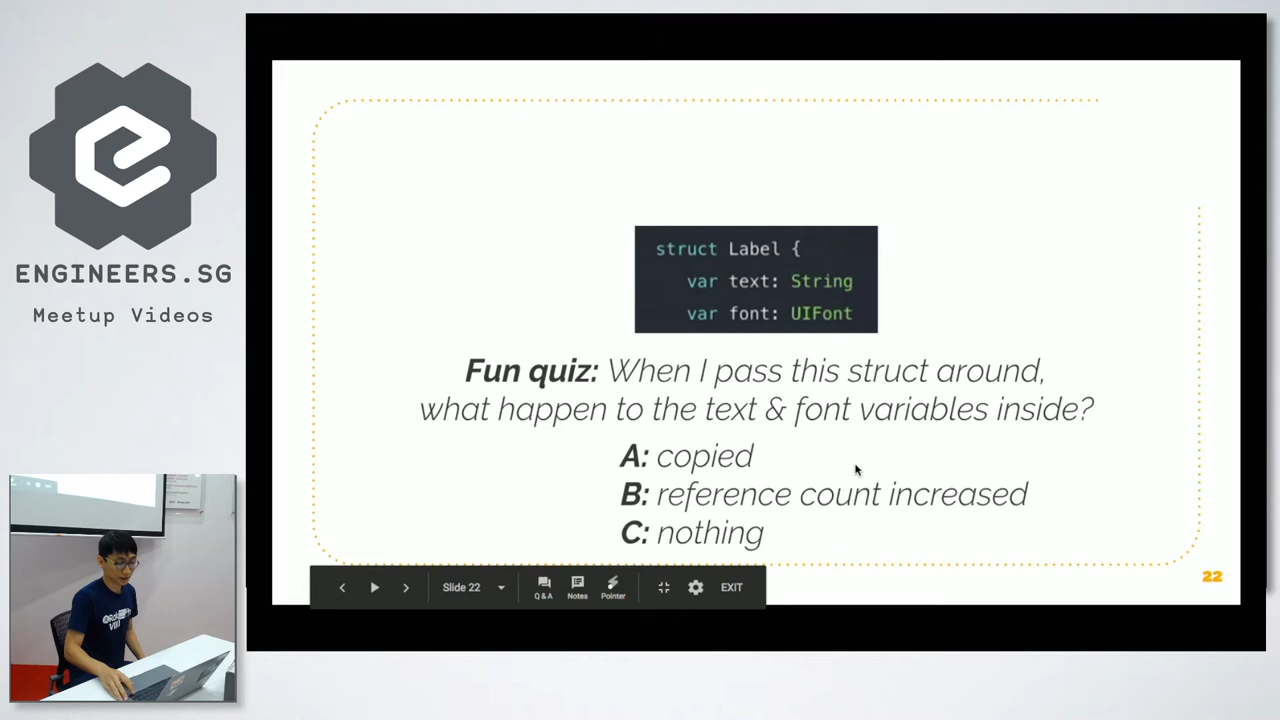 ENGINEERS.SG
Meetup Videos
struct Label {
var text: String
var font: UIFont
Fun quiz: When I pass this struct around,
what happen to the text & font variables inside?
A: copied
B: reference count increased
C: nothing
22
Slide 22
Q & A
Notes
Pointer
EXIT